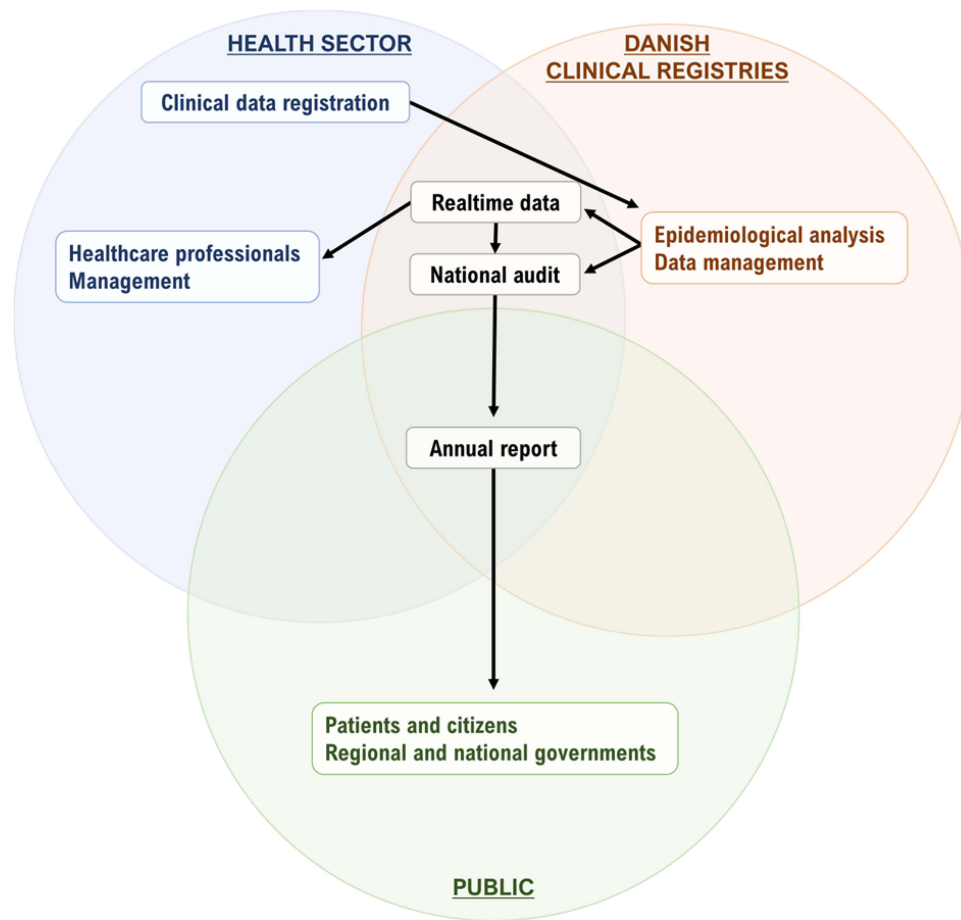 HEALTH SECTOR
DANISH
CLINICAL REGISTRIES
Clinical data registration
Realtime data
Healthcare professionals
Management
Epidemiological analysis
Data management
National audit
Annual report
Patients and citizens
Regional and national governments
PUBLIC